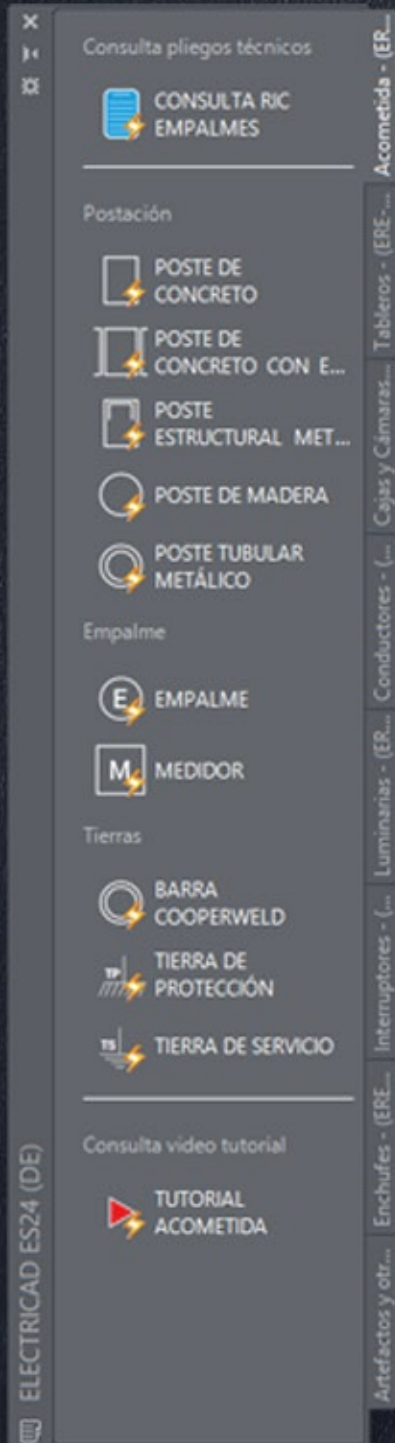 Consulta pliegos técnicos
CONSULTA RIC
EMPALMES
Postación
POSTE DE
CONCRETO
POSTE DE
CONCRETO CON E...
POSTE
ESTRUCTURAL MET...
POSTE DE MADERA
POSTE TUBULAR
METÁLICO
Empalme
E
EMPALME
M
MEDIDOR
Tierras
BARRA
COOPERWELD
TP
TIERRA DE
PROTECCIÓN
TS
TIERRA DE SERVICIO
Consulta video tutorial
TUTORIAL
ACOMETIDA
Acometida - (ER...
Tableros - (ERE-...
Cajas y Cámaras...
Conductores - (...
Luminarias - (ER...
Interruptores - (...
Enchufes - (ERE...
Artefactos y otr...
ELECTRICAD ES24 (DE)